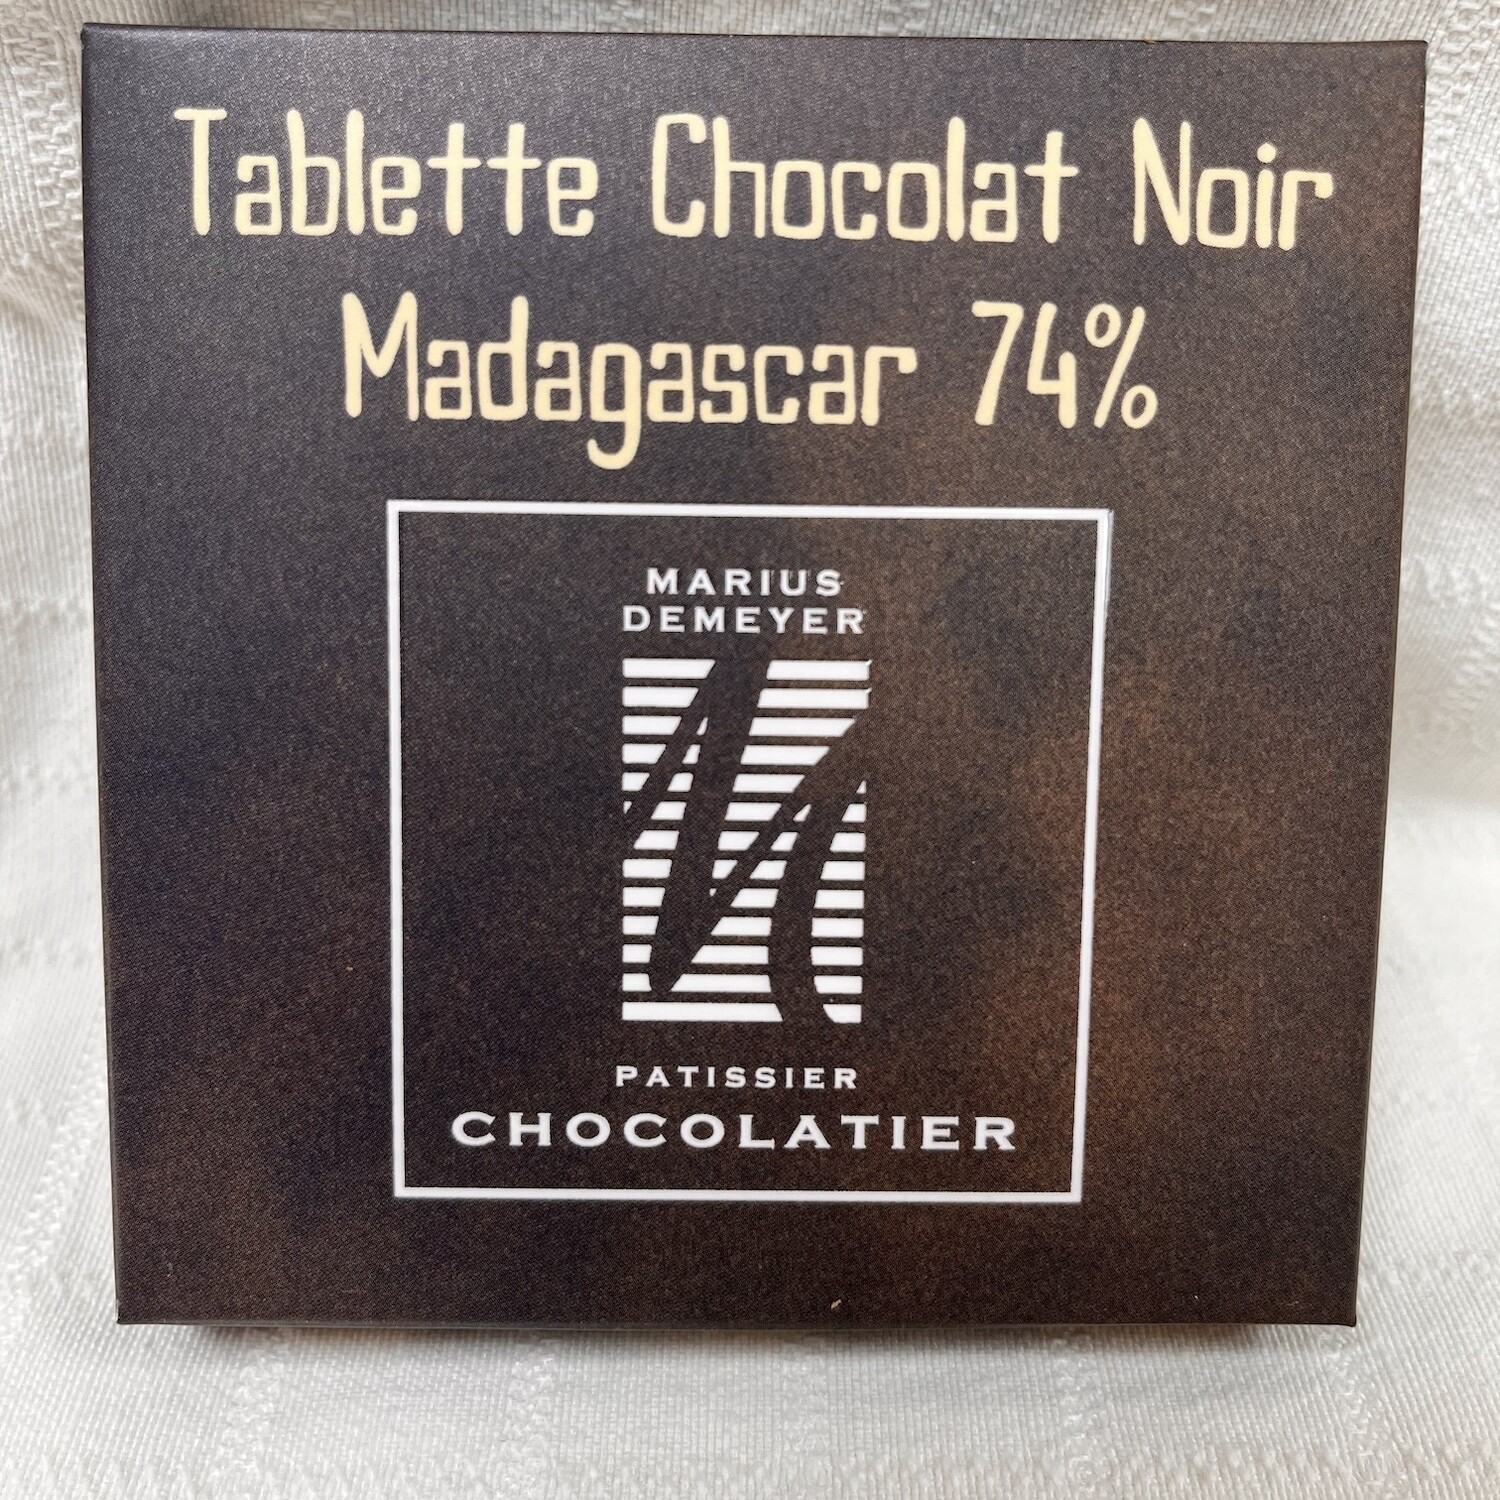 Tablette Chocolat Noir
Madagascar 74%
MARIUS
DEMEYER
PATISSIER
CHOCOLATIER